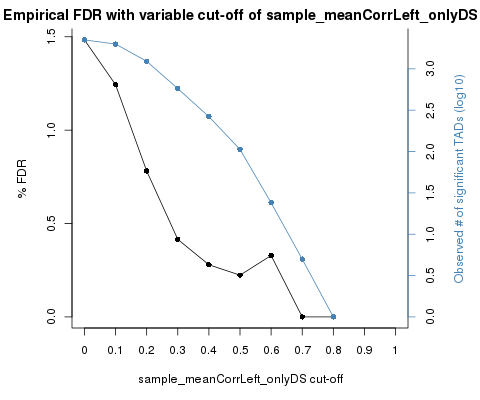 Empirical FDR with variable cut-off of sample_meanCorrLeft_onlyDS
% FDR
0.0
0.5
1.0
1.5
0 0.1 0.2 0.3 0.4 0.5 0.6 0.7 0.8 0.9 1
sample_meanCorrLeft_onlyDS cut-off
0.0
0.5
1.0
1.5
2.0
2.5
3.0
Observed # of significant TADs (log10)